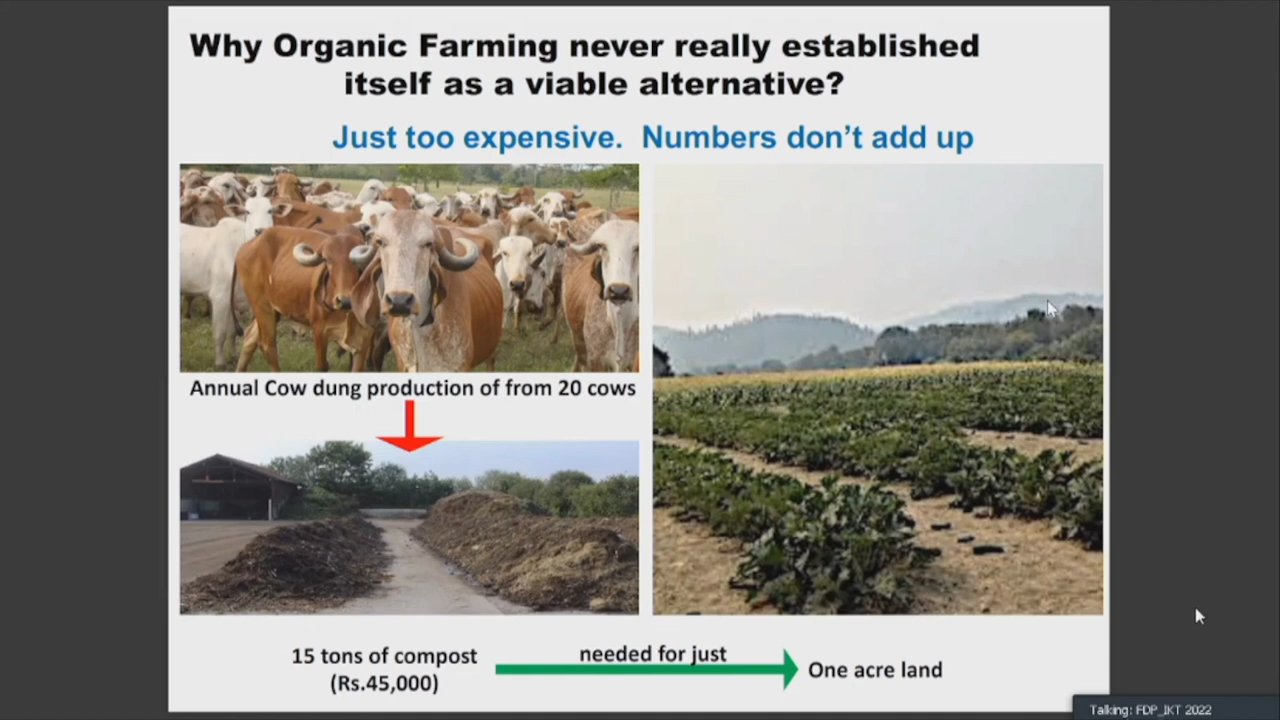 Why Organic Farming never really established
itself as a viable alternative?
Just too expensive. Numbers don't add up
Annual Cow dung production of from 20 cows
15 tons of compost
(Rs.45,000)
needed for just
One acre land
Talking: FDP_IKT 2022